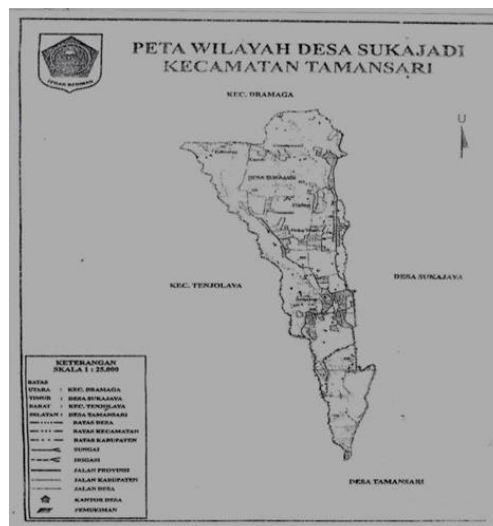 PETA WILAYAH DESA SUKAJADI
KECAMATAN TAMANSARI
KEC. DRAMAGA
U
DESA SUKAJADI
KEC. TENJOLAYA
DESA SUKAJAYA
DESA TAMANSARI
KETERANGAN
SKALA 1 : 25.000
BATAS
UTARA : KEC. DRAMAGA
TIMUR : DESA SUKAJAYA
BARAT : KEC. TENJOLAYA
SELATAN : DESA TAMANSARI
BATAS DESA
BATAS KECAMATAN
BATAS KABUPATEN
SUNGAI
IRIGASI
JALAN PROVINSI
JALAN KABUPATEN
JALAN DESA
KANTOR DESA
PEMUKIMAN